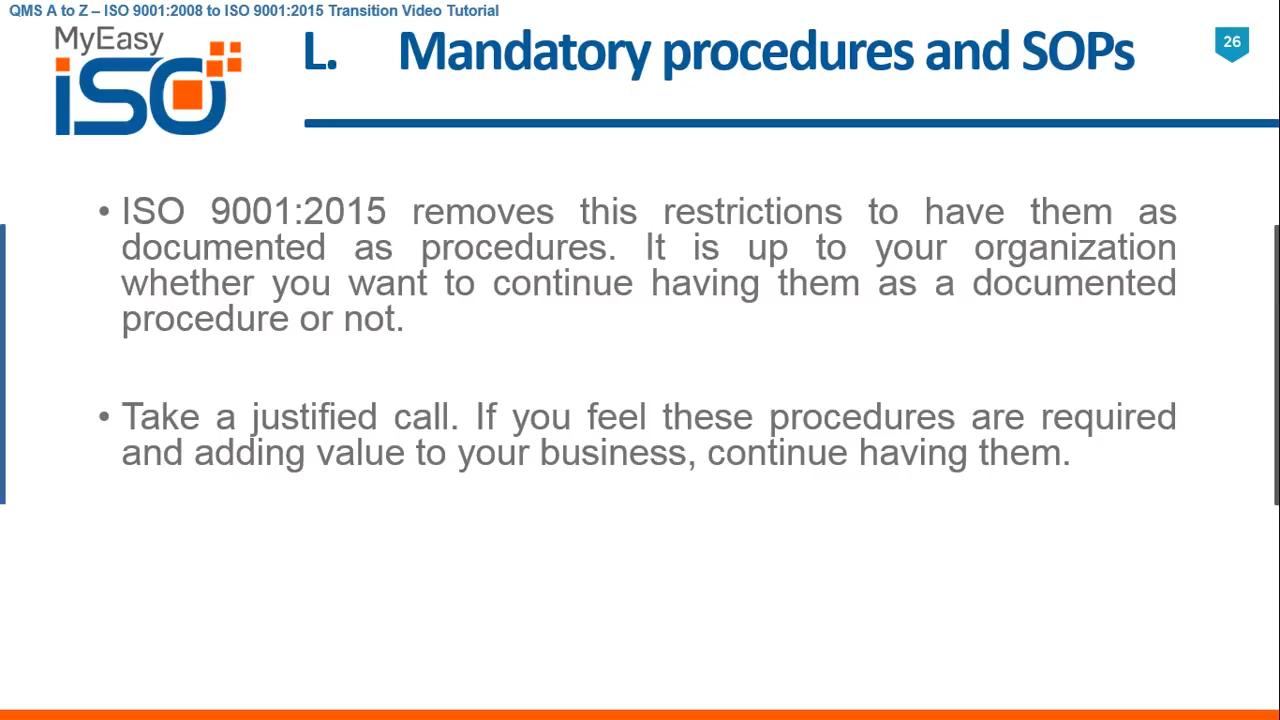 QMS A to Z – ISO 9001:2008 to ISO 9001:2015 Transition Video Tutorial
MyEasy
iSO
L. Mandatory procedures and SOPs
26
• ISO 9001:2015 removes this restrictions to have them as
documented as procedures. It is up to your organization
whether you want to continue having them as a documented
procedure or not.
• Take a justified call. If you feel these procedures are required
and adding value to your business, continue having them.